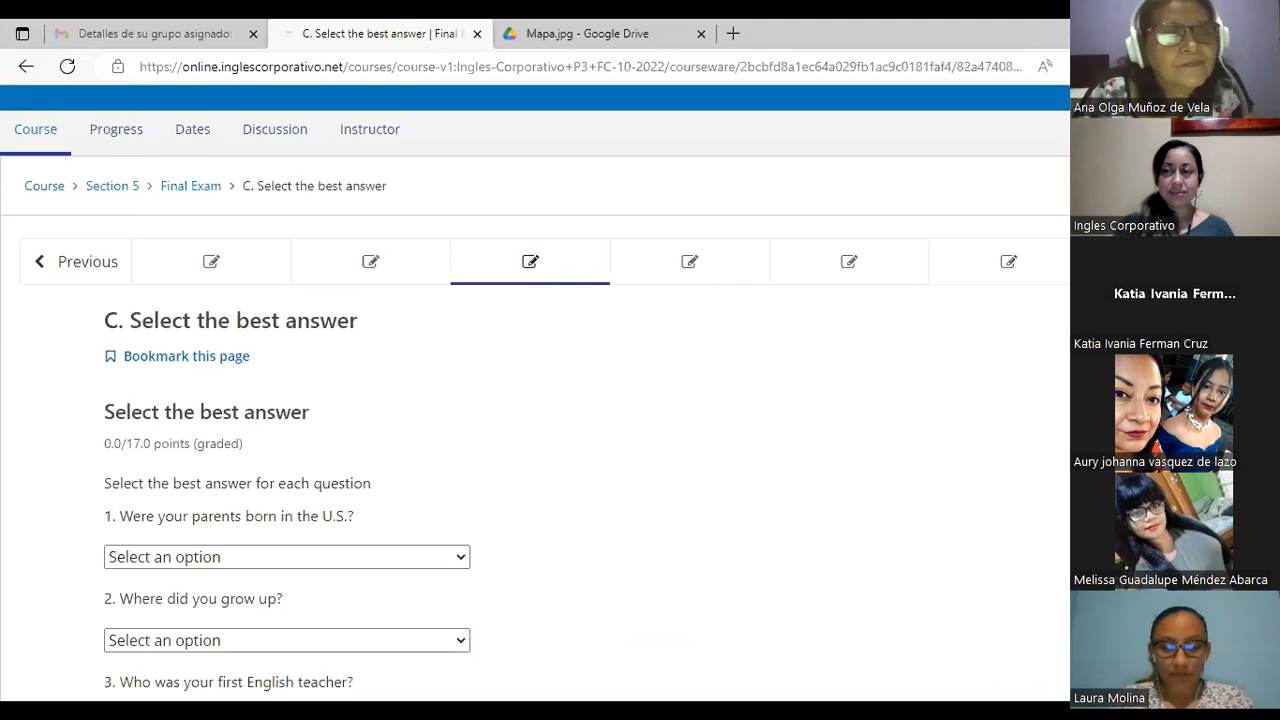 Detalles de su grupo asignado:
C. Select the best answer | Final
Mapa.jpg - Google Drive
https://online.inglescorporativo.net/courses/course-v1:Ingles-Corporativo+P3+FC-10-2022/courseware/2bcbfd8a1ec64a029fb1ac9c0181faf4/82a47408...
Course Progress Dates Discussion Instructor
Course > Section 5 > Final Exam > C. Select the best answer
Previous
C. Select the best answer
Bookmark this page
Select the best answer
0.0/17.0 points (graded)
Select the best answer for each question
1. Were your parents born in the U.S.?
Select an option
2. Where did you grow up?
Select an option
3. Who was your first English teacher?
Ana Olga Muñoz de Vela
Ingles Corporativo
Katia Ivania Ferm...
Katia Ivania Ferman Cruz
Aury johanna vasquez de lazo
Melissa Guadalupe Méndez Abarca
Laura Molina